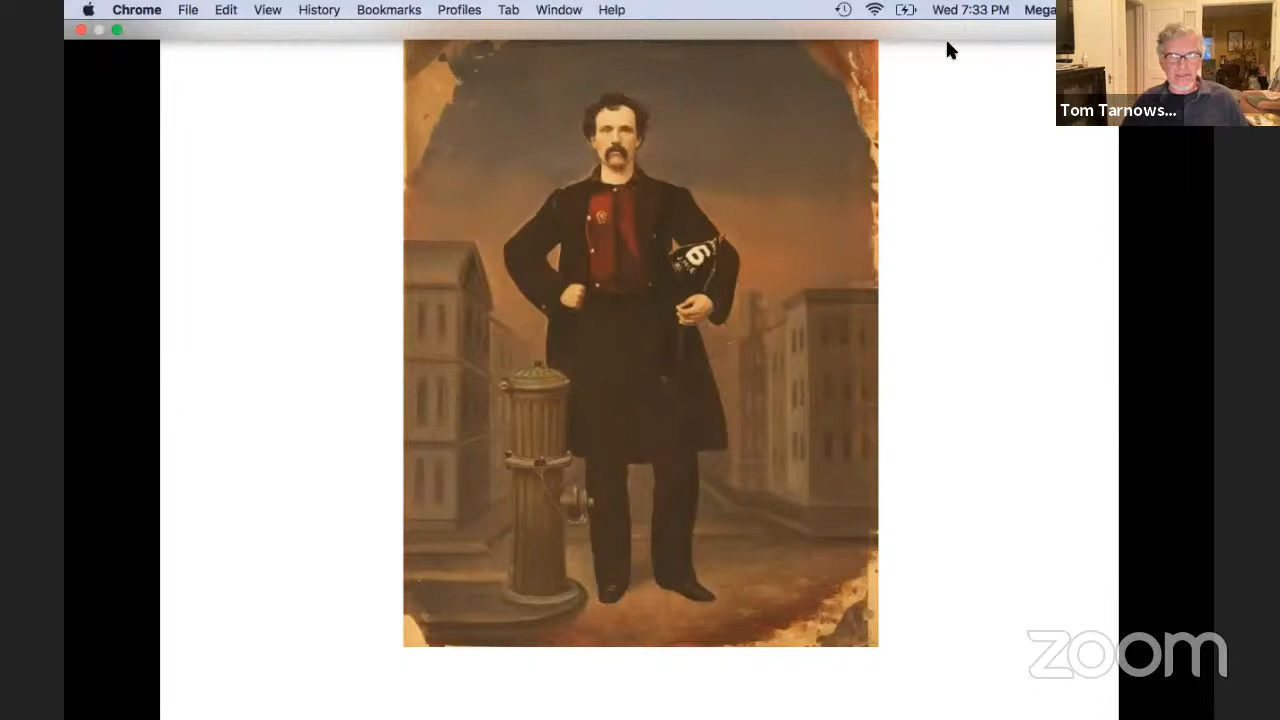 Chrome File Edit View History Bookmarks Profiles Tab Window Help Wed 7:33 PM Mega
Tom Tarnows...
6
zoom